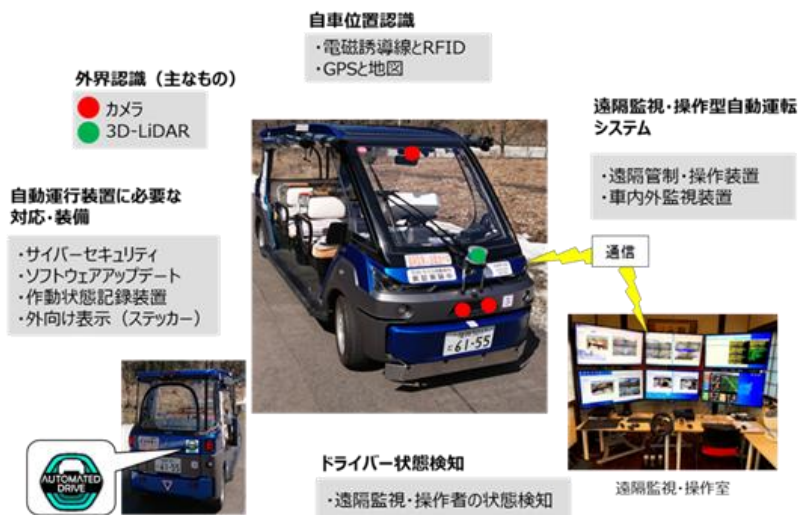 自車位置認識
・電磁誘導線とRFID
・GPSと地図
外界認識（主なもの）
カメラ
3D-LiDAR
遠隔監視・操作型自動運転
システム
・遠隔管制・操作装置
・車内外監視装置
自動運行装置に必要な
対応・装備
・サイバーセキュリティ
・ソフトウェアアップデート
・作動状態記録装置
・外向け表示（ステッカー）
通信
61-55
61-55
AUTOMATED
DRIVE
ドライバー状態検知
・遠隔監視・操作者の状態検知
遠隔監視・操作室